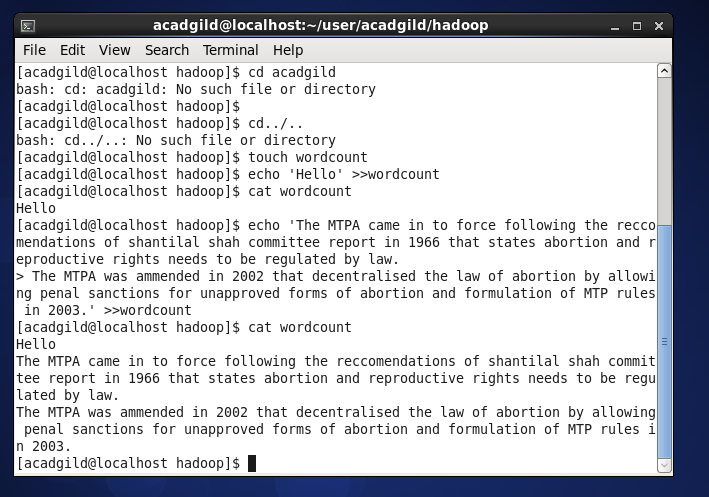 acadgild@localhost:~/user/acadgild/hadoop
File Edit View Search Terminal Help
[acadgild@localhost hadoop]$ cd acadgild
bash: cd: acadgild: No such file or directory
[acadgild@localhost hadoop]$
[acadgild@localhost hadoop]$ cd../..
bash: cd../..: No such file or directory
[acadgild@localhost hadoop]$ touch wordcount
[acadgild@localhost hadoop]$ echo 'Hello' >>wordcount
[acadgild@localhost hadoop]$ cat wordcount
Hello
[acadgild@localhost hadoop]$ echo 'The MTPA came in to force following the recco
mendations of shantilal shah committee report in 1966 that states abortion and r
eproductive rights needs to be regulated by law.
> The MTPA was ammended in 2002 that decentralised the law of abortion by allowi
ng penal sanctions for unapproved forms of abortion and formulation of MTP rules
 in 2003.' >>wordcount
[acadgild@localhost hadoop]$ cat wordcount
Hello
The MTPA came in to force following the reccomendations of shantilal shah commit
tee report in 1966 that states abortion and reproductive rights needs to be regu
lated by law.
The MTPA was ammended in 2002 that decentralised the law of abortion by allowing
 penal sanctions for unapproved forms of abortion and formulation of MTP rules i
n 2003.
[acadgild@localhost hadoop]$